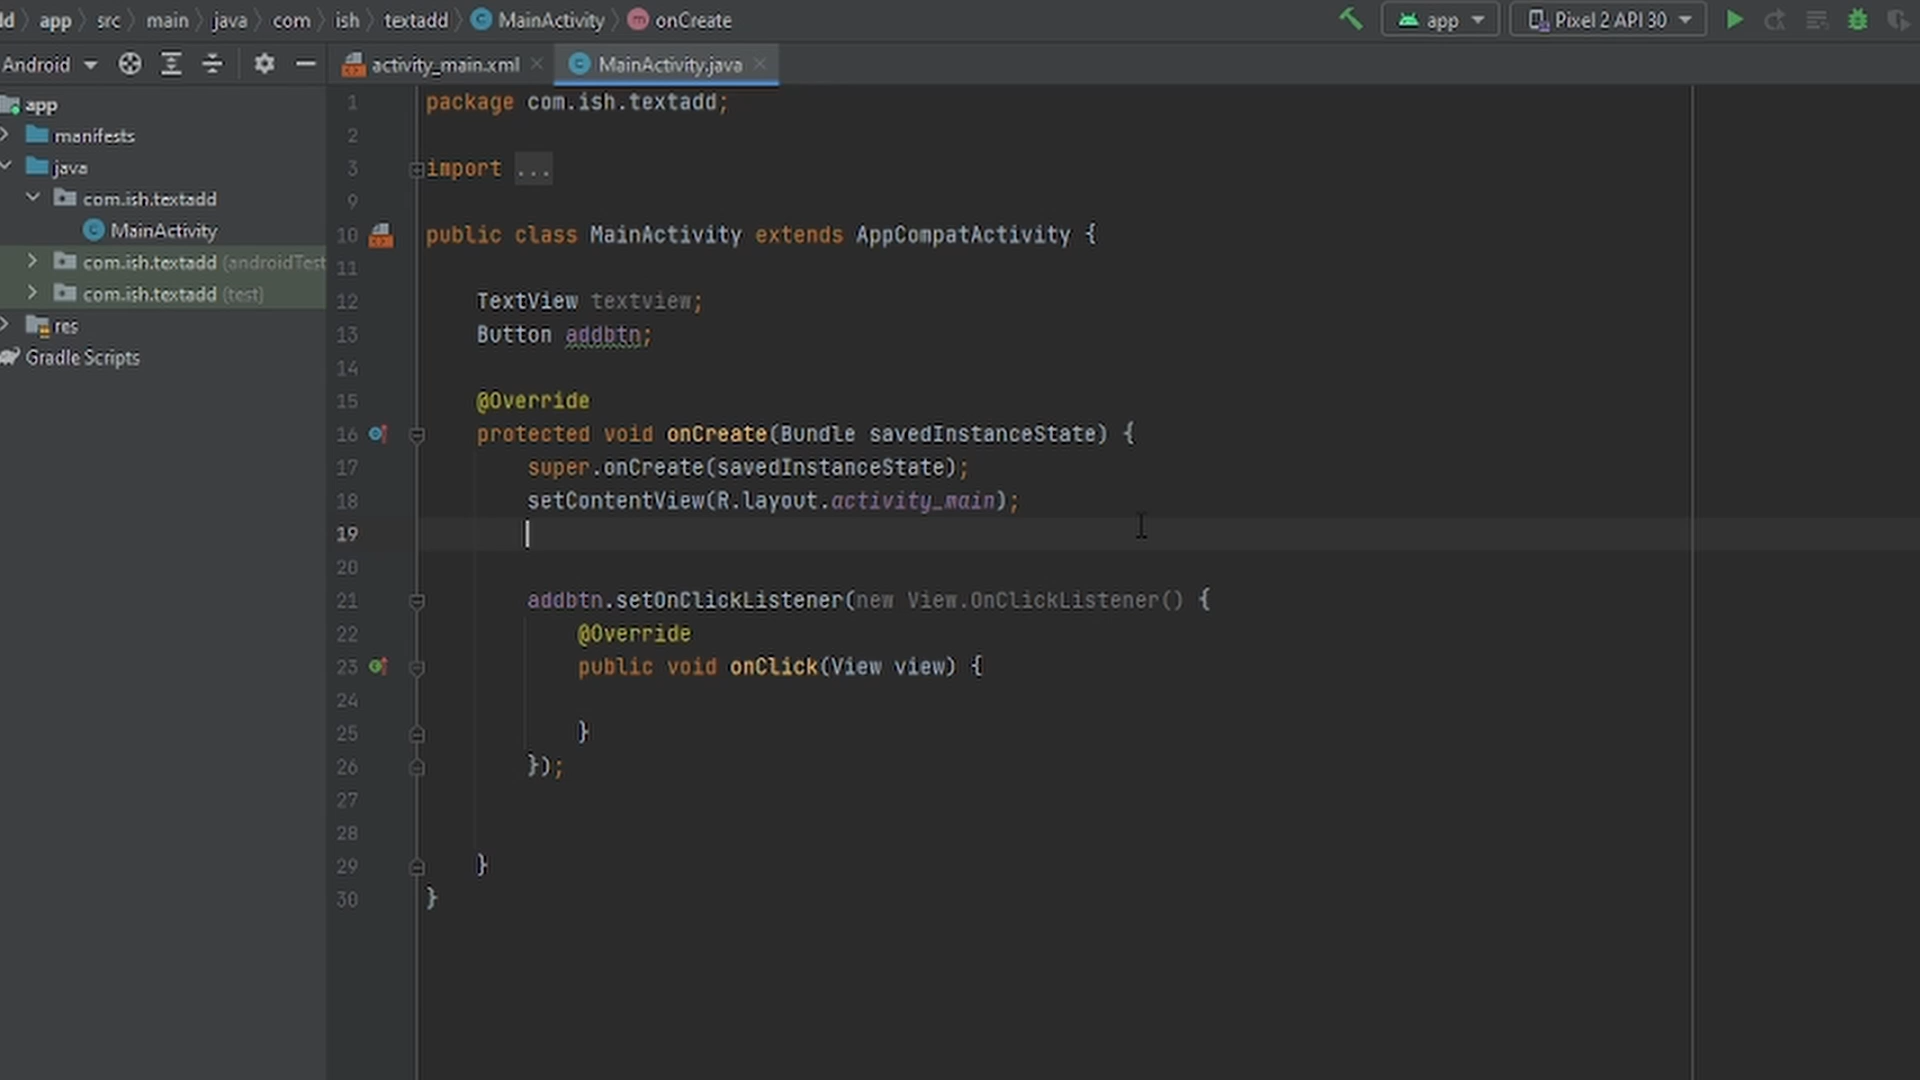 dd app src main java com ish textadd MainActivity onCreate
app Pixel 2 API 30
Android
activity_main.xml MainActivity.java
app
manifests
java
com.ish.textadd
MainActivity
com.ish.textadd (androidTest
com.ish.textadd (test)
res
Gradle Scripts
1 package com.ish.textadd;
2
3 import ...
9
10 public class MainActivity extends AppCompatActivity {
11
12 TextView textview;
13 Button addbtn;
14
15 @Override
16 protected void onCreate(Bundle savedInstanceState) {
17 super.onCreate(savedInstanceState);
18 setContentView(R.layout.activity_main);
19
20
21 addbtn.setOnClickListener(new View.OnClickListener() {
22 @Override
23 public void onClick(View view) {
24
25 }
26 });
27
28
29 }
30 }